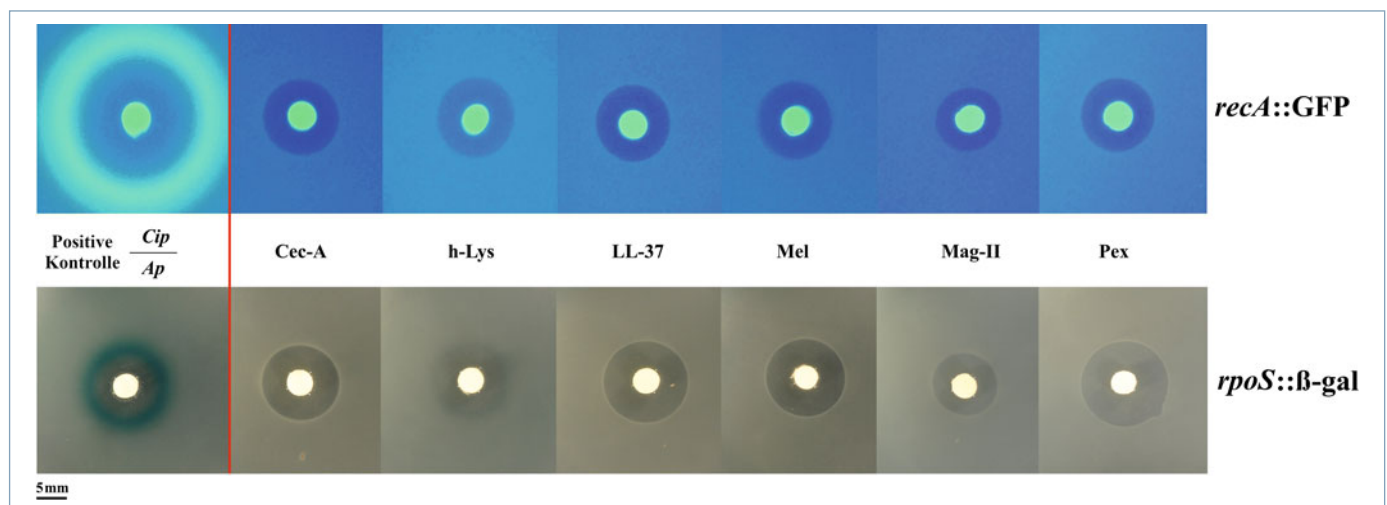 recA::GFP
Positive Kontrolle Cip / Ap
Cec-A
h-Lys
LL-37
Mel
Mag-II
Pex
rpoS::ß-gal
5mm